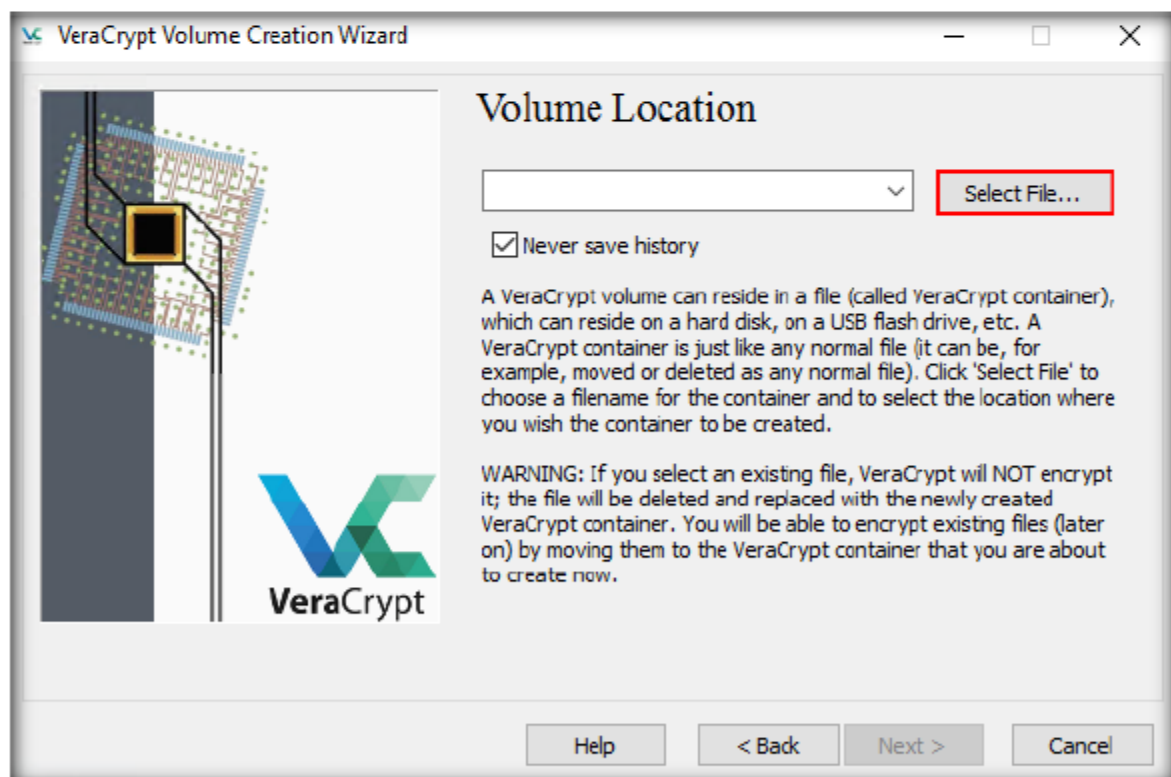 VeraCrypt Volume Creation Wizard
Volume Location
Select File...
Never save history
A VeraCrypt volume can reside in a file (called VeraCrypt container),
which can reside on a hard disk, on a USB flash drive, etc. A
VeraCrypt container is just like any normal file (it can be, for
example, moved or deleted as any normal file). Click 'Select File' to
choose a filename for the container and to select the location where
you wish the container to be created.
WARNING: If you select an existing file, VeraCrypt will NOT encrypt
it; the file will be deleted and replaced with the newly created
VeraCrypt container. You will be able to encrypt existing files (later
on) by moving them to the VeraCrypt container that you are about
to create now.
VeraCrypt
Help < Back Next > Cancel